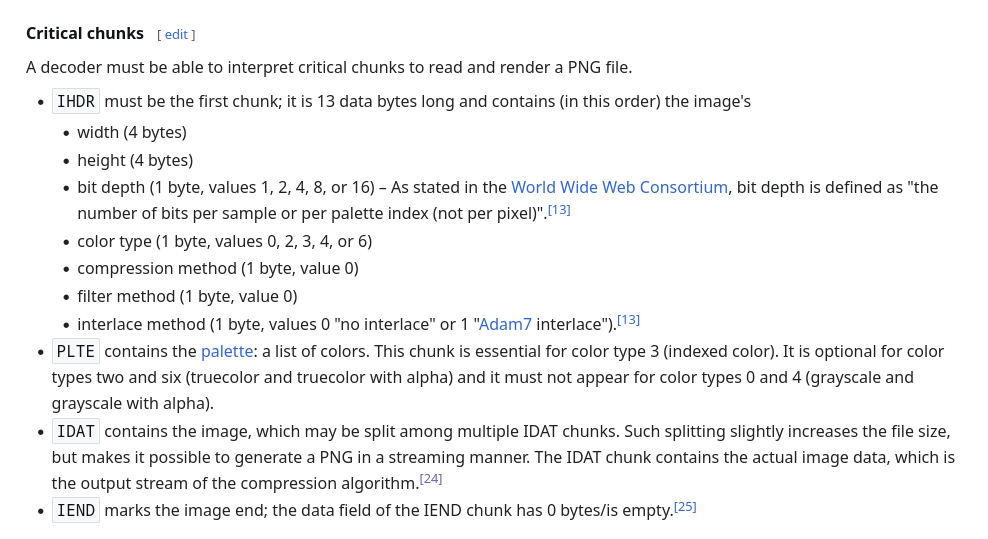 Critical chunks [ edit ]
A decoder must be able to interpret critical chunks to read and render a PNG file.
• IHDR must be the first chunk; it is 13 data bytes long and contains (in this order) the image's
• width (4 bytes)
• height (4 bytes)
• bit depth (1 byte, values 1, 2, 4, 8, or 16) – As stated in the World Wide Web Consortium, bit depth is defined as "the
number of bits per sample or per palette index (not per pixel)".[13]
• color type (1 byte, values 0, 2, 3, 4, or 6)
• compression method (1 byte, value 0)
• filter method (1 byte, value 0)
• interlace method (1 byte, values 0 "no interlace" or 1 "Adam7 interlace").[13]
• PLTE contains the palette: a list of colors. This chunk is essential for color type 3 (indexed color). It is optional for color
types two and six (truecolor and truecolor with alpha) and it must not appear for color types 0 and 4 (grayscale and
grayscale with alpha).
• IDAT contains the image, which may be split among multiple IDAT chunks. Such splitting slightly increases the file size,
but makes it possible to generate a PNG in a streaming manner. The IDAT chunk contains the actual image data, which is
the output stream of the compression algorithm.[24]
• IEND marks the image end; the data field of the IEND chunk has 0 bytes/is empty.[25]